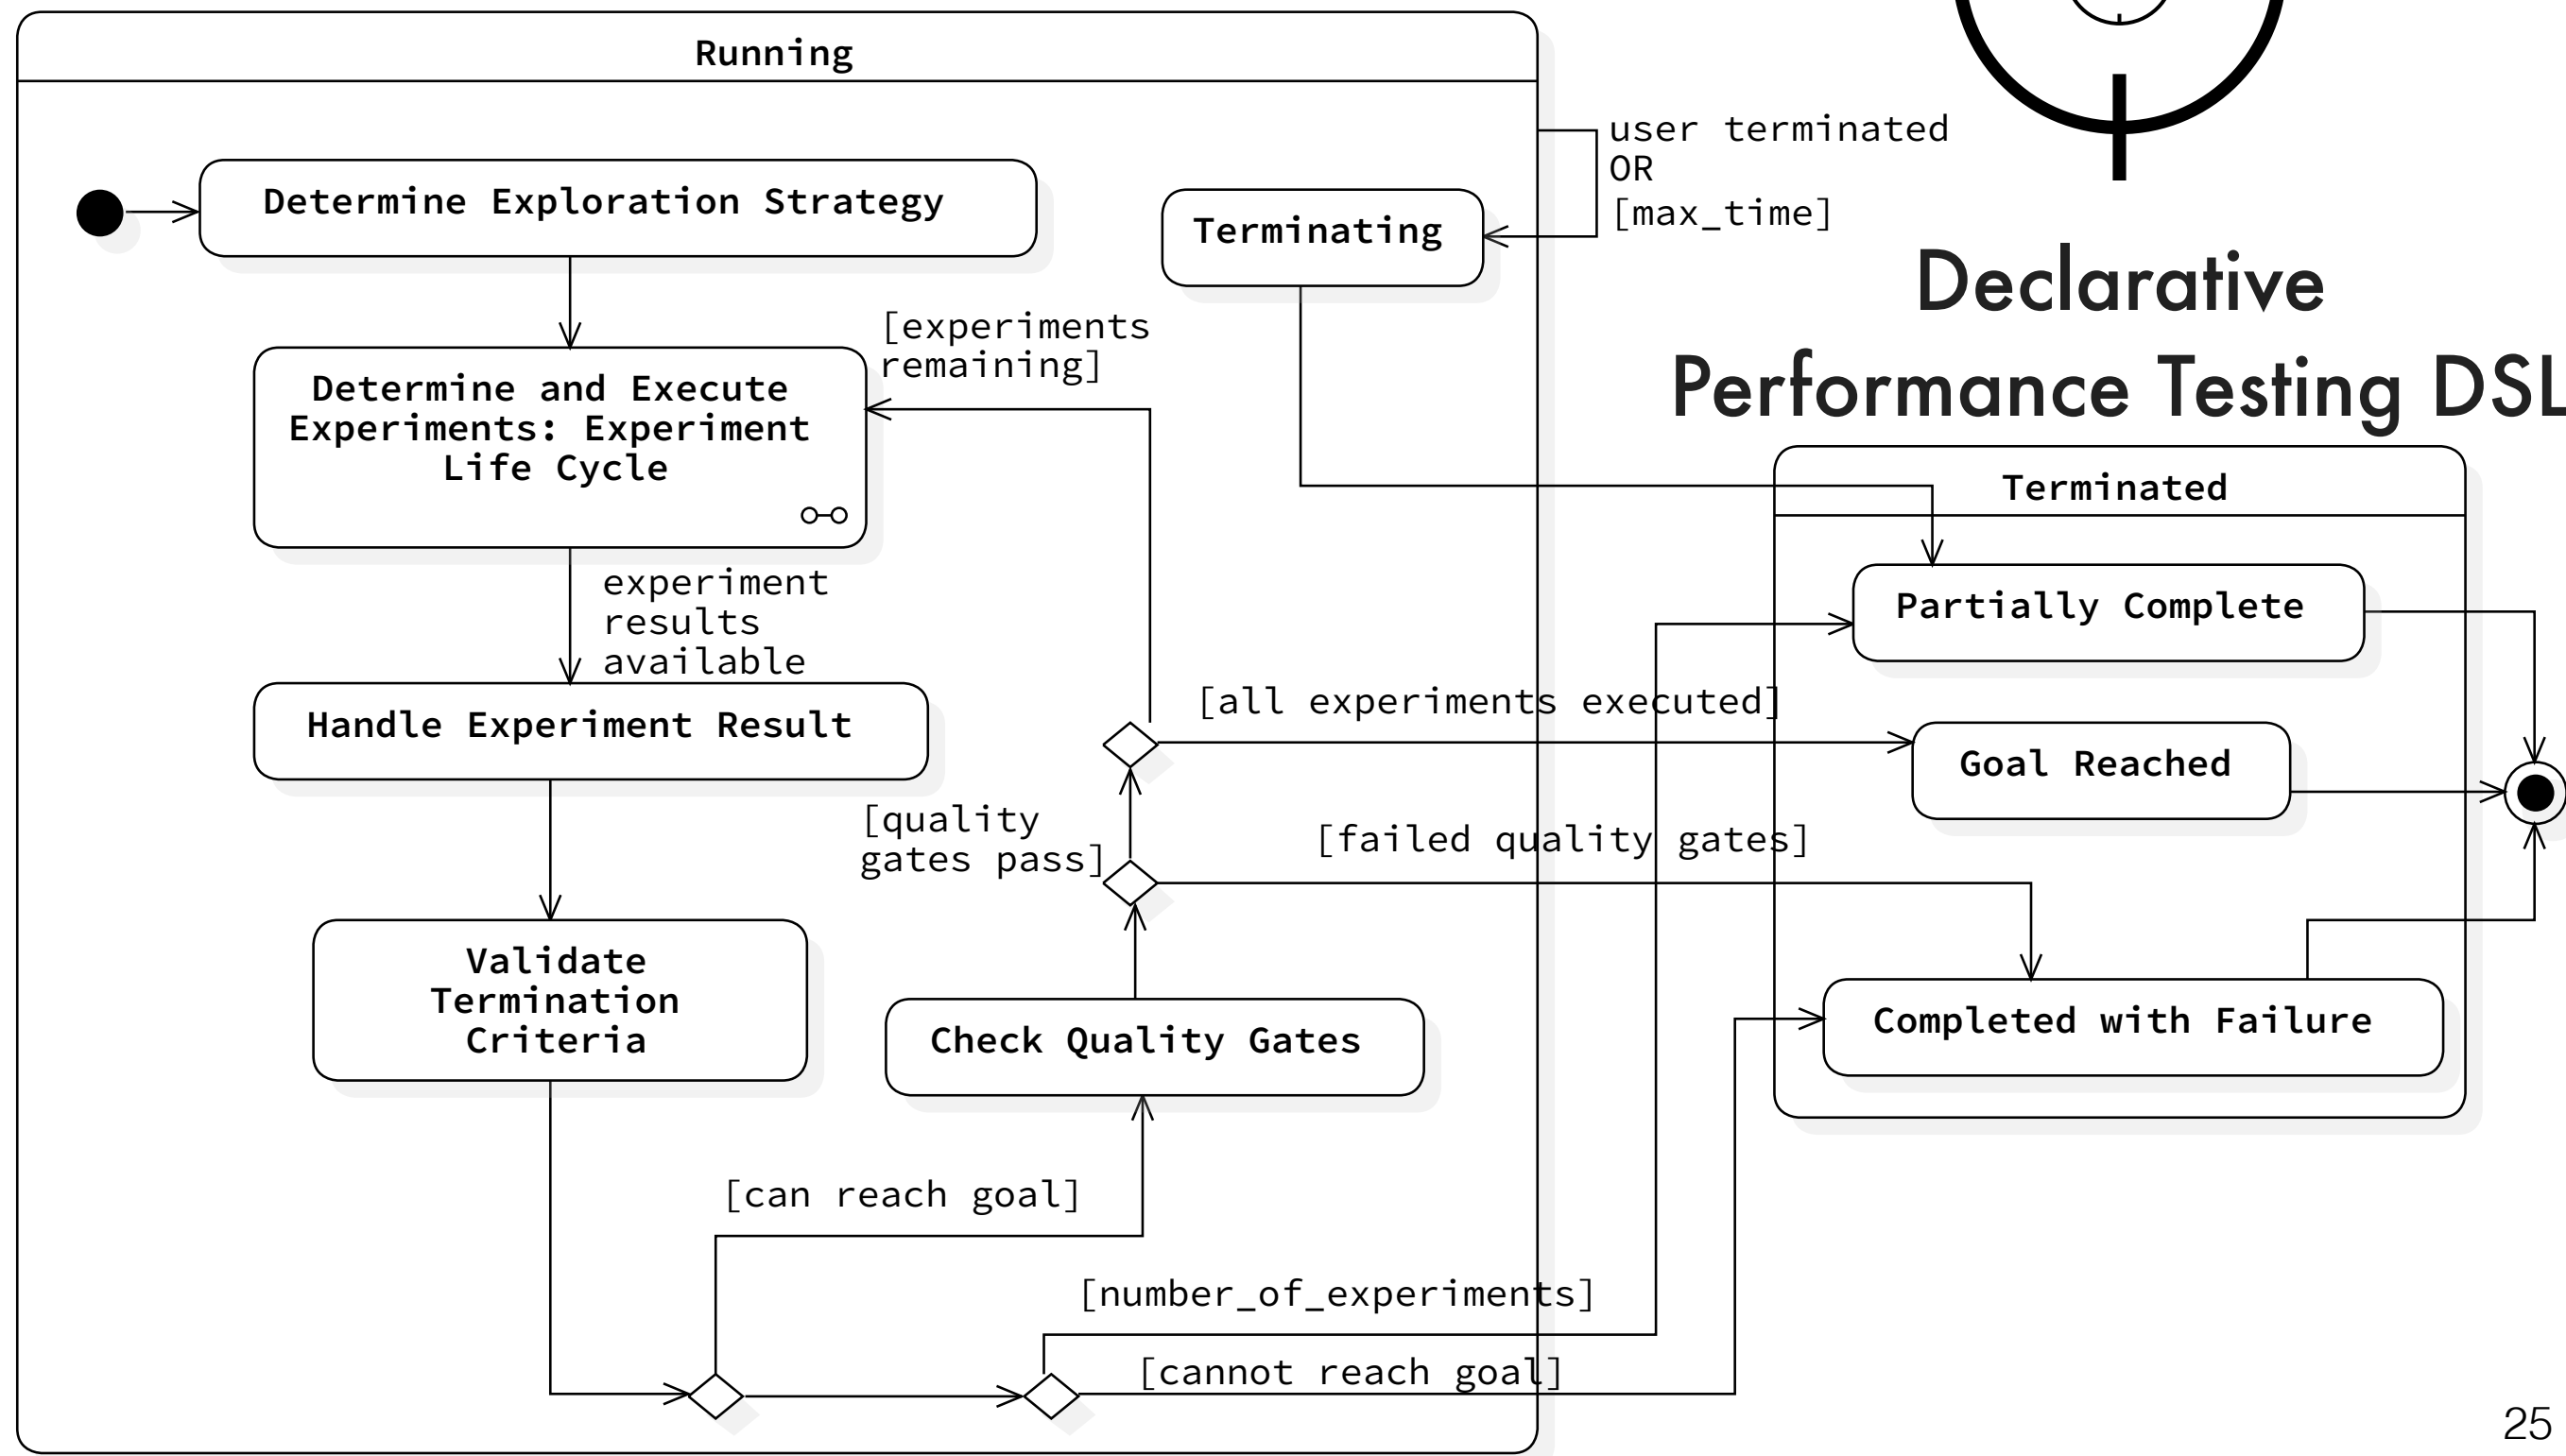 Running
user terminated
OR
[max_time]
Determine Exploration Strategy
Terminating
Declarative
Performance Testing DSL
[experiments
remaining]
Determine and Execute
Experiments: Experiment
Life Cycle
Terminated
experiment
results
available
Partially Complete
Handle Experiment Result
[all experiments executed]
Goal Reached
[quality
gates pass]
[failed quality gates]
Validate
Termination
Criteria
Check Quality Gates
Completed with Failure
[can reach goal]
[number_of_experiments]
[cannot reach goal]
25